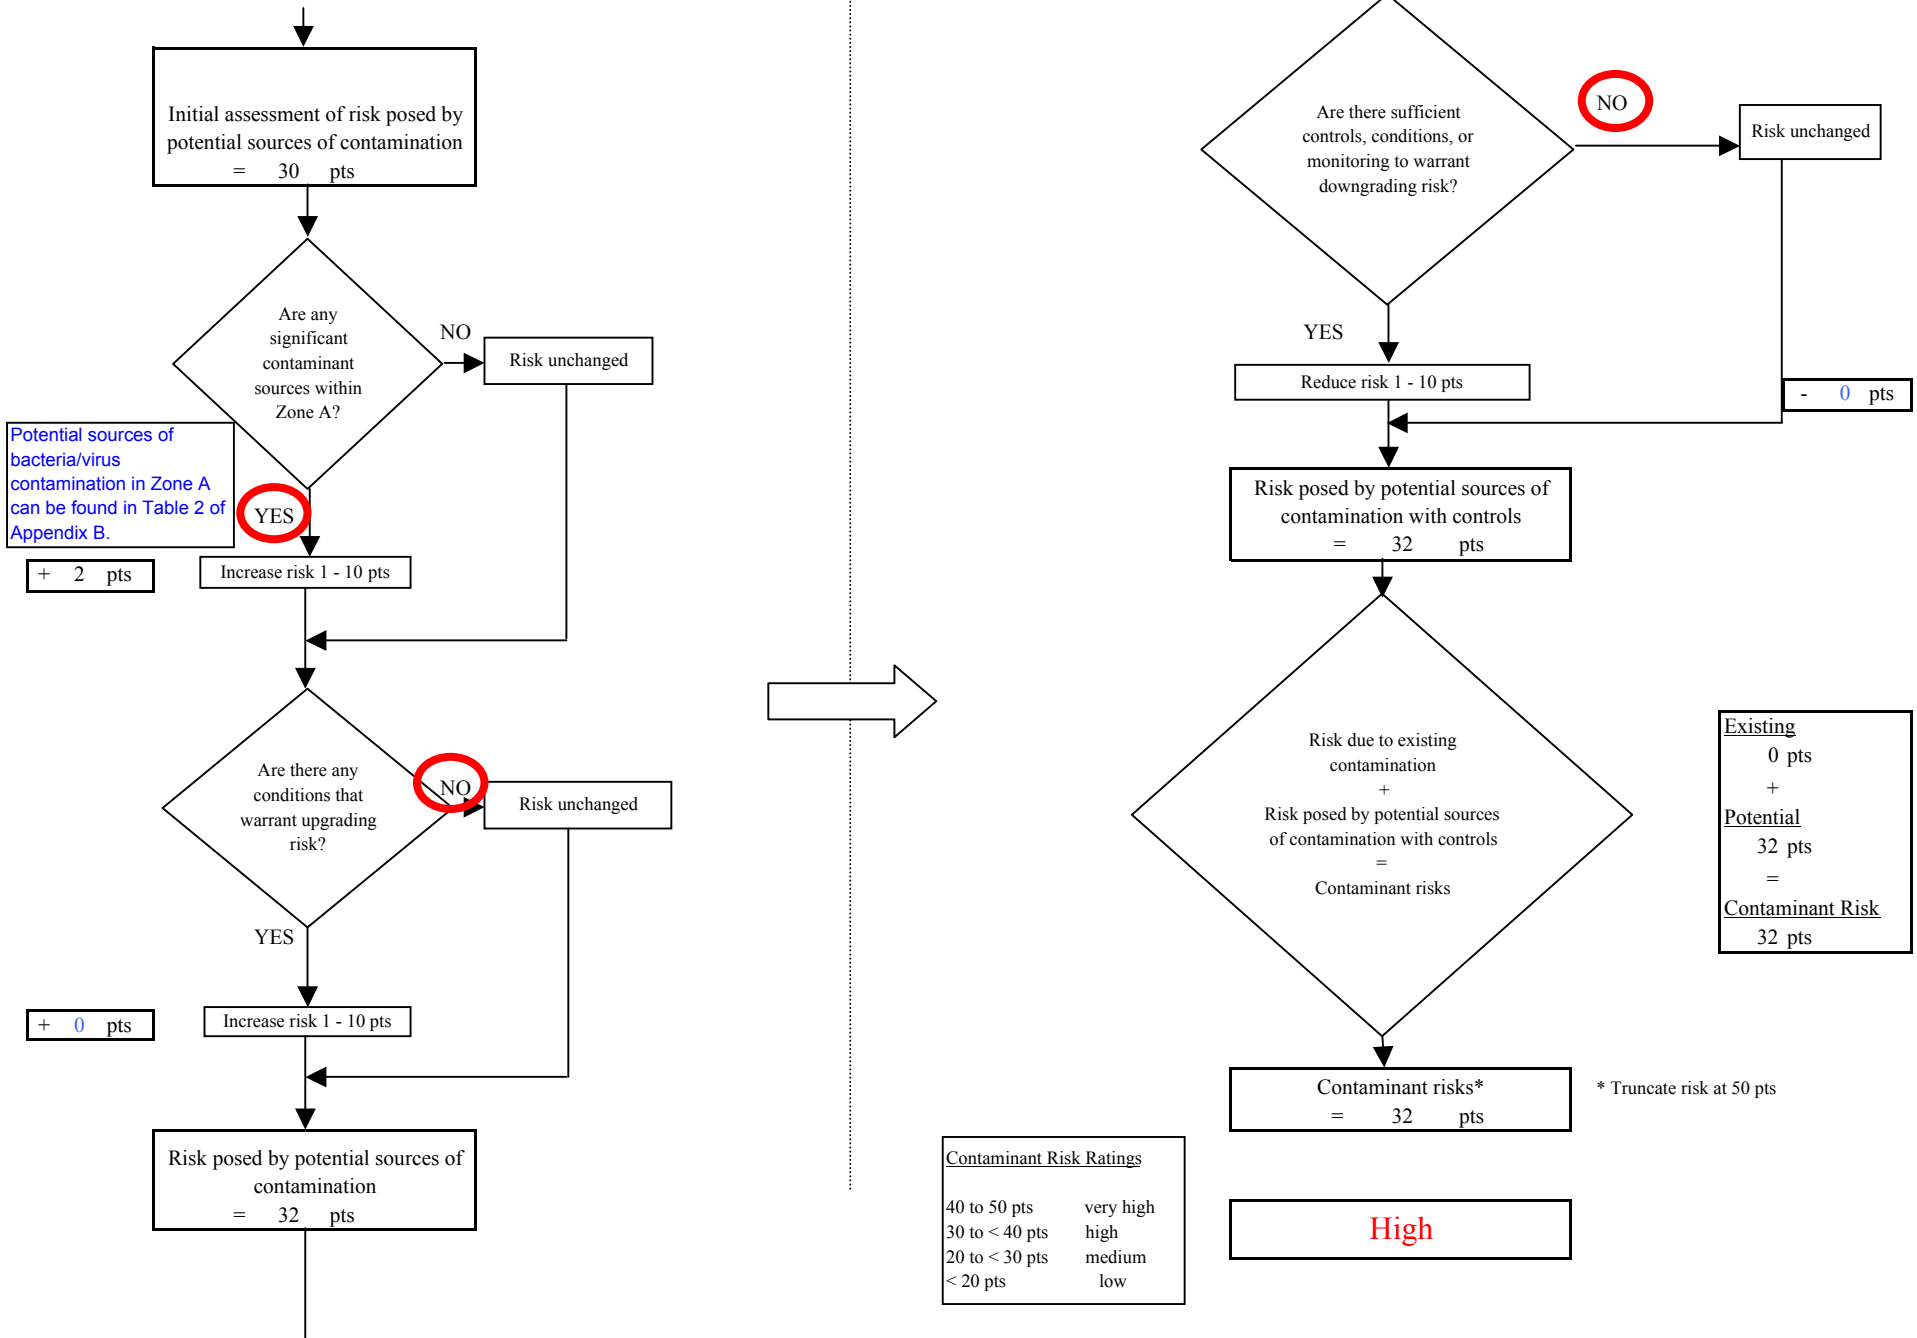 Initial assessment of risk posed by
potential sources of contamination
= 30 pts
Are any
significant
contaminant
sources within
Zone A?
NO
Risk unchanged
Potential sources of
bacteria/virus
contamination in Zone A
can be found in Table 2 of
Appendix B.
YES
+ 2 pts
Increase risk 1 - 10 pts
Are there any
conditions that
warrant upgrading
risk?
NO
Risk unchanged
YES
+ 0 pts
Increase risk 1 - 10 pts
Risk posed by potential sources of
contamination
= 32 pts
Are there sufficient
controls, conditions, or
monitoring to warrant
downgrading risk?
NO
Risk unchanged
YES
Reduce risk 1 - 10 pts
- 0 pts
Risk posed by potential sources of
contamination with controls
= 32 pts
Risk due to existing
contamination
+
Risk posed by potential sources
of contamination with controls
=
Contaminant risks
Existing
0 pts
+
Potential
32 pts
=
Contaminant Risk
32 pts
Contaminant risks*
= 32 pts
* Truncate risk at 50 pts
Contaminant Risk Ratings
40 to 50 pts very high
30 to < 40 pts high
20 to < 30 pts medium
< 20 pts low
High